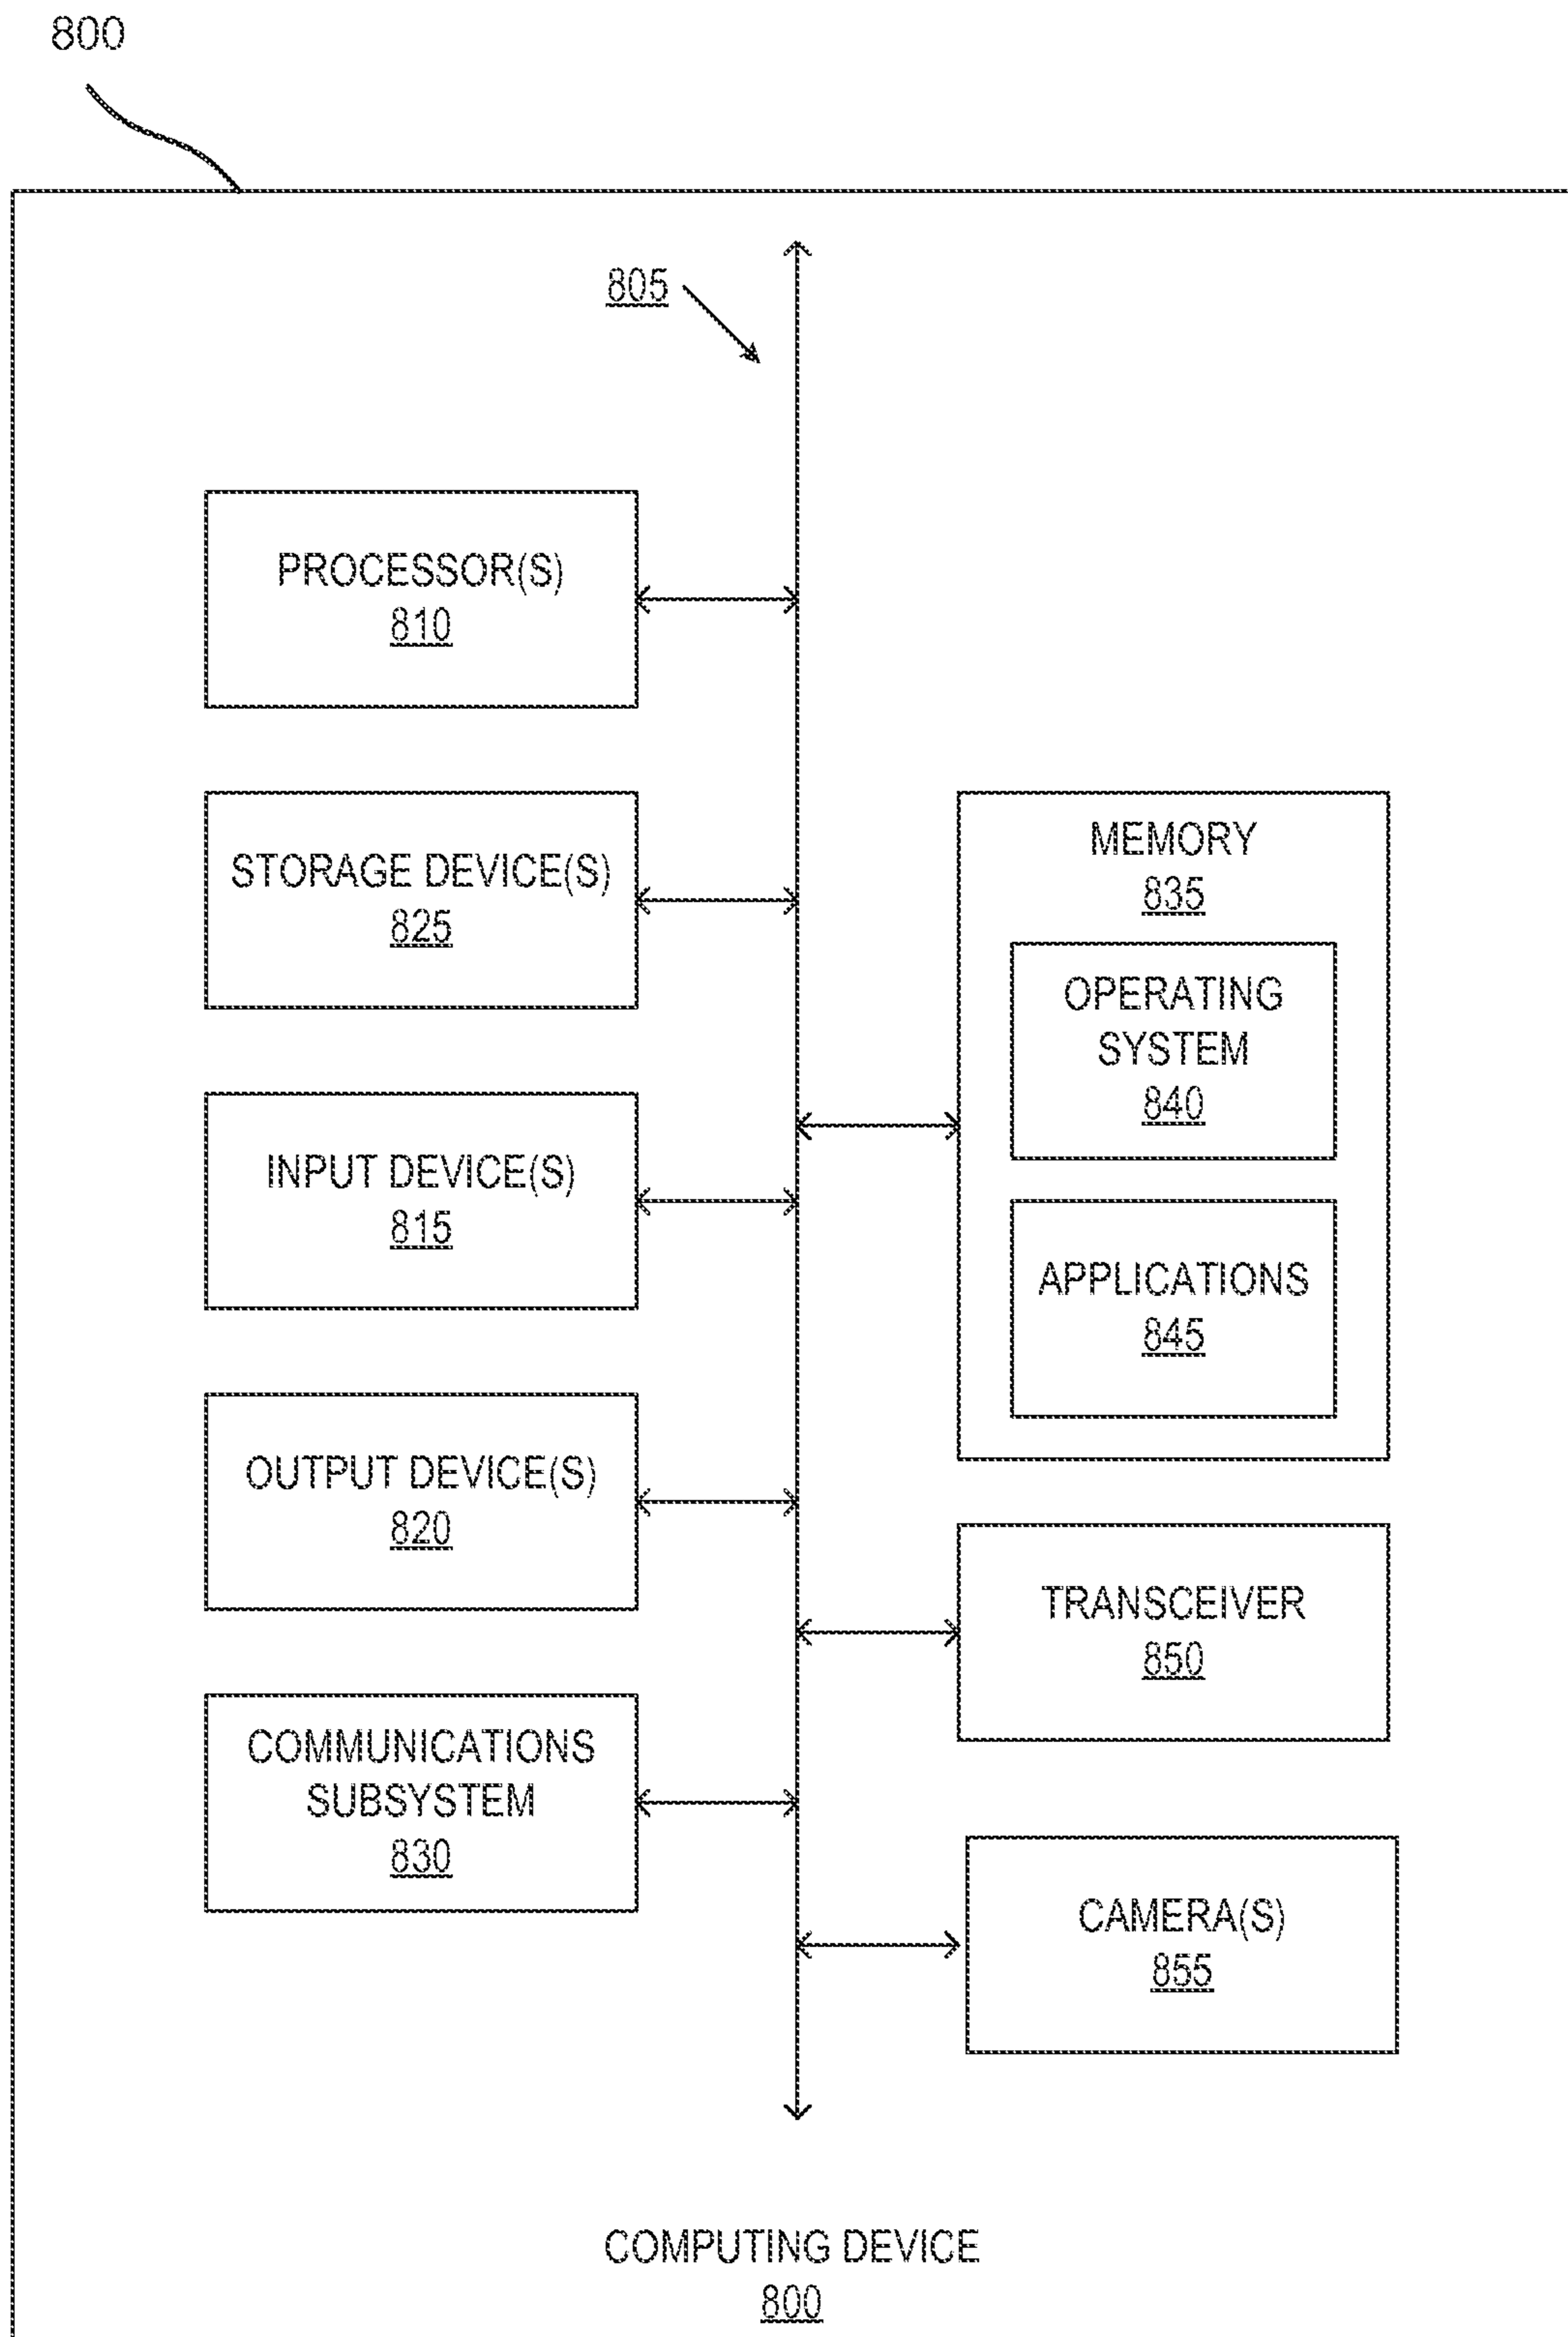 800
805
PROCESSOR(S)
810
STORAGE DEVICE(S)
825
INPUT DEVICE(S)
815
OUTPUT DEVICE(S)
820
COMMUNICATIONS
SUBSYSTEM
830
MEMORY
835
OPERATING
SYSTEM
840
APPLICATIONS
845
TRANSCEIVER
850
CAMERA(S)
855
COMPUTING DEVICE
800